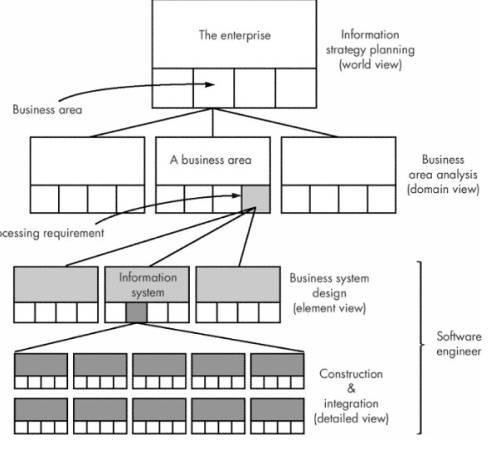 The enterprise
Information
strategy planning
(world view)
Business area
A business area
Business
area analysis
(domain view)
ocessing requirement
Information
system
Business system
design
(element view)
Software
engineer
Construction
&
integration
(detailed view)